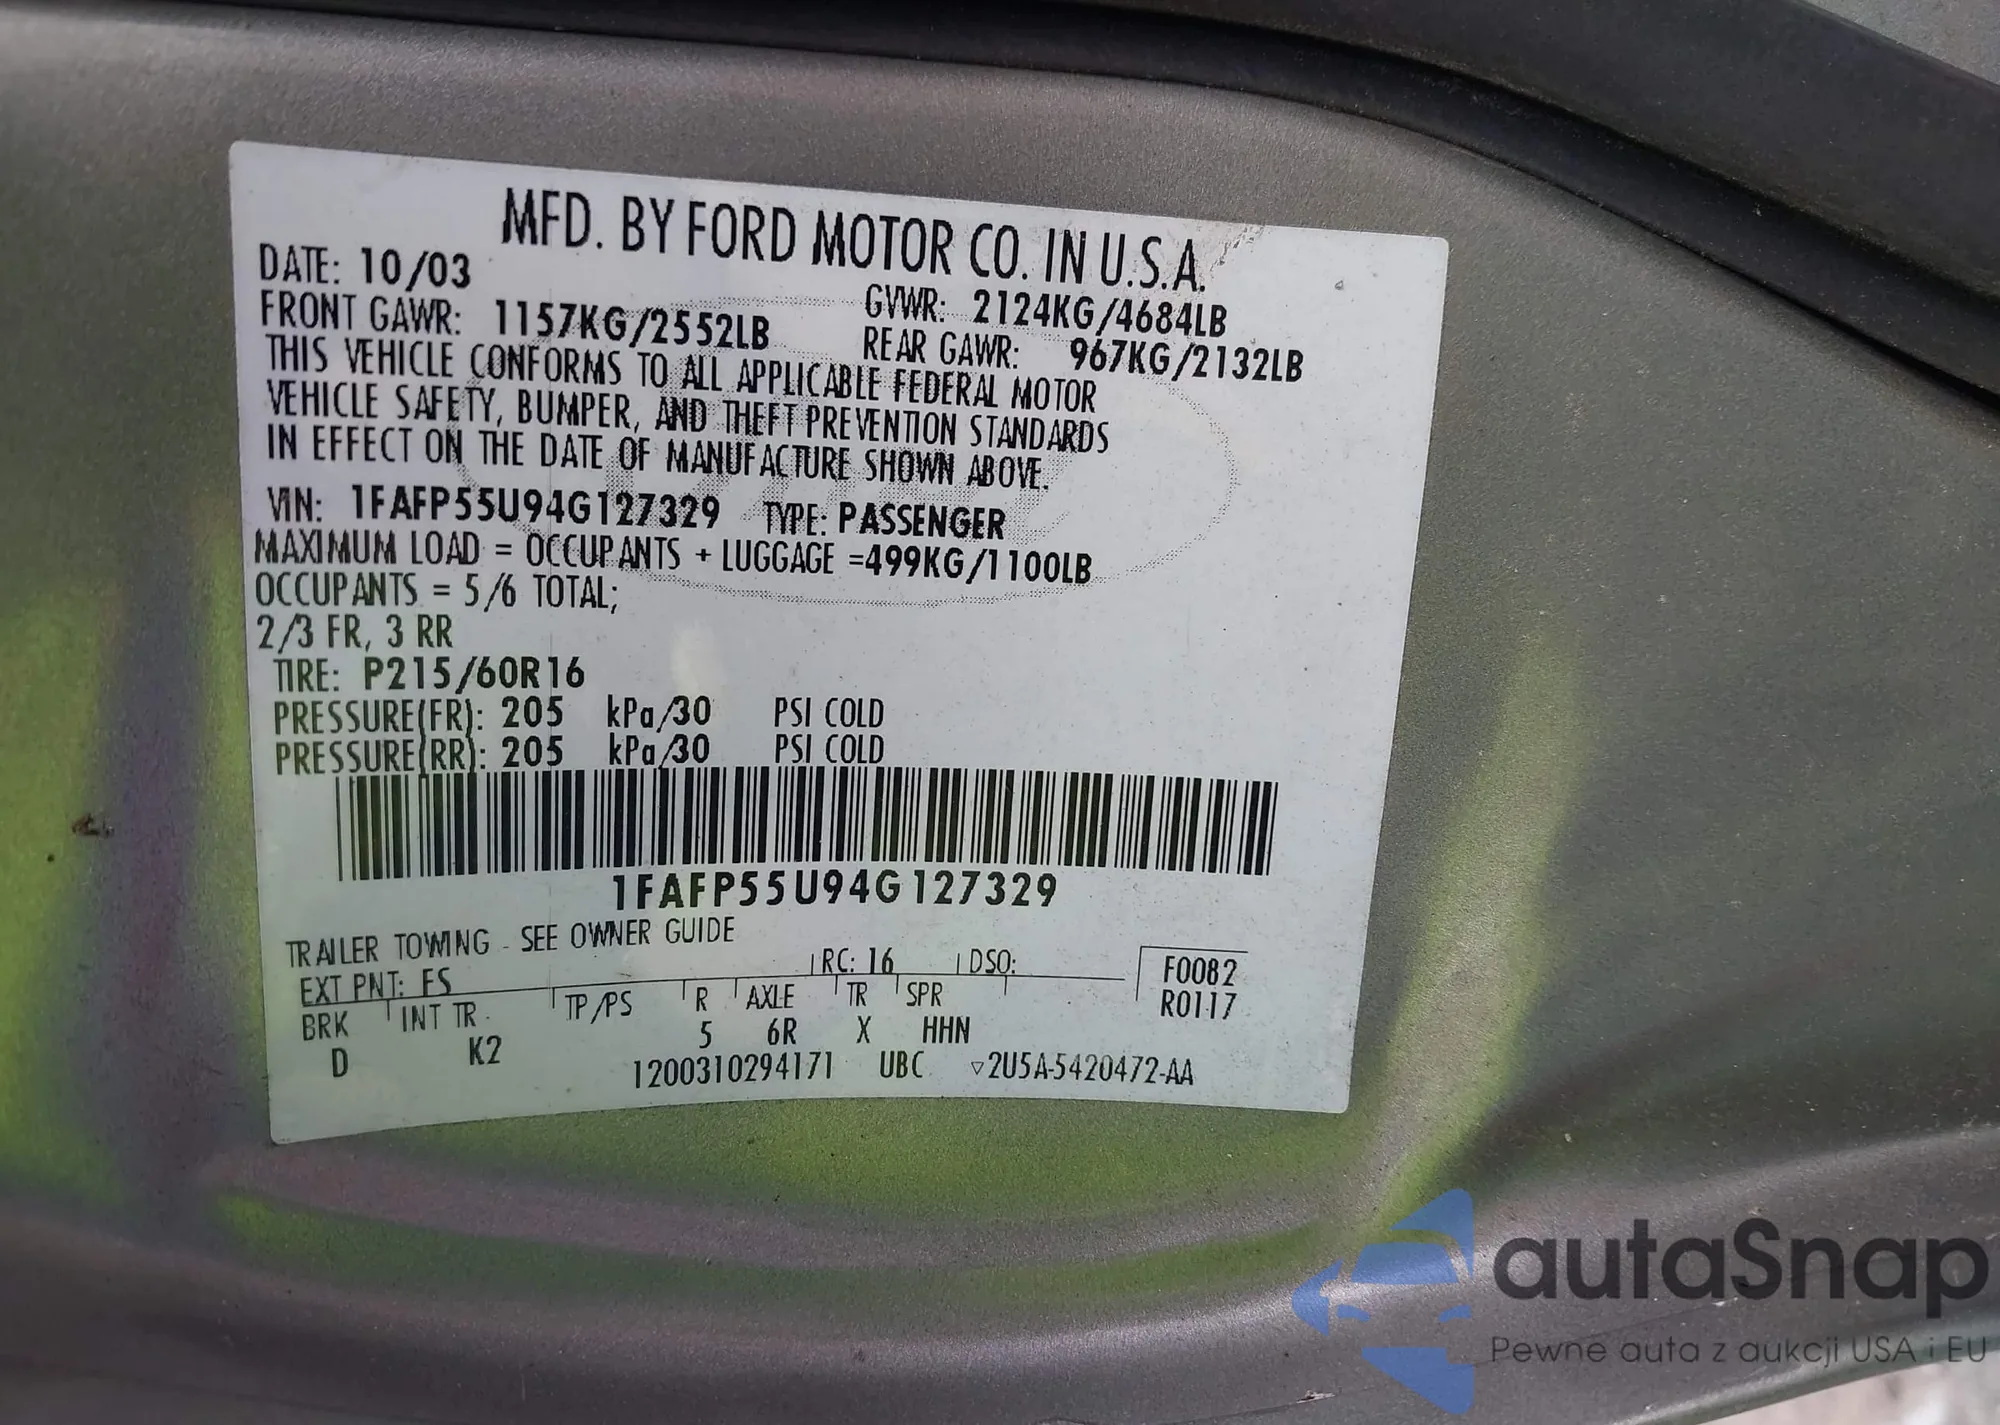 MFD. BY FORD MOTOR CO. IN U.S.A.
DATE: 10/03
GVWR: 2124KG/4684LB
FRONT GAWR: 1157KG/2552LB
REAR GAWR: 967KG/2132LB
THIS VEHICLE CONFORMS TO ALL APPLICABLE FEDERAL MOTOR
VEHICLE SAFETY, BUMPER, AND THEFT PREVENTION STANDARDS
IN EFFECT ON THE DATE OF MANUFACTURE SHOWN ABOVE.
VIN: 1FAFP55U94G127329 TYPE: PASSENGER
MAXIMUM LOAD = OCCUPANTS + LUGGAGE =499KG/1100LB
OCCUPANTS = 5/6 TOTAL;
2/3 FR, 3 RR
TIRE: P215/60R16
PRESSURE(FR): 205 kPa/30 PSI COLD
PRESSURE(RR): 205 kPa/30 PSI COLD
1FAFP55U94G127329
TRAILER TOWING - SEE OWNER GUIDE
EXT PNT: FS RC: 16 DSO: F0082
BRK INT TR TP/PS R AXLE TR SPR R0117
D K2 5 6R X HHN
1200310294171 UBC ▽2U5A-5420472-AA
autaSnap
Pewne auta z aukcji USA i EU